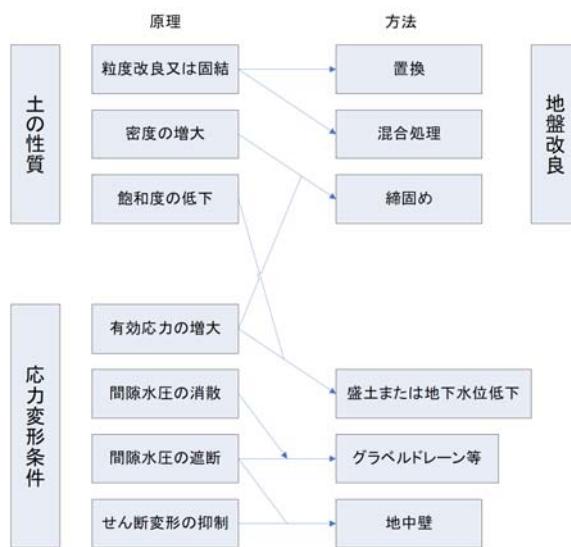 原理
方法
土の性質
粒度改良又は固結
置換
地盤改良
密度の増大
混合処理
飽和度の低下
締固め
応力変形条件
有効応力の増大
間隙水圧の消散
盛土または地下水位低下
間隙水圧の遮断
グラベルドレーン等
せん断変形の抑制
地中壁